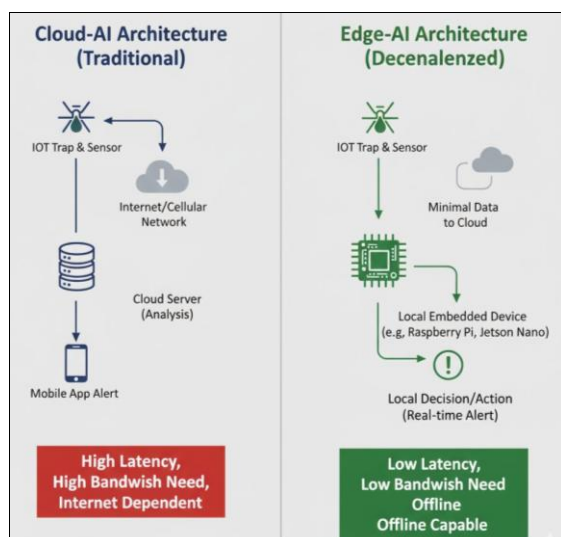 Cloud-AI Architecture
(Traditional)
IOT Trap & Sensor
Internet/Cellular
Network
Cloud Server
(Analysis)
Mobile App Alert
High Latency,
High Bandwish Need,
Internet Dependent
Edge-AI Architecture
(Decenalenzed)
IOT Trap & Sensor
Minimal Data
to Cloud
Local Embedded Device
(e.g, Raspberry Pi, Jetson Nano)
Local Decision/Action
(Real-time Alert)
Low Latency,
Low Bandwish Need
Offline
Offline Capable